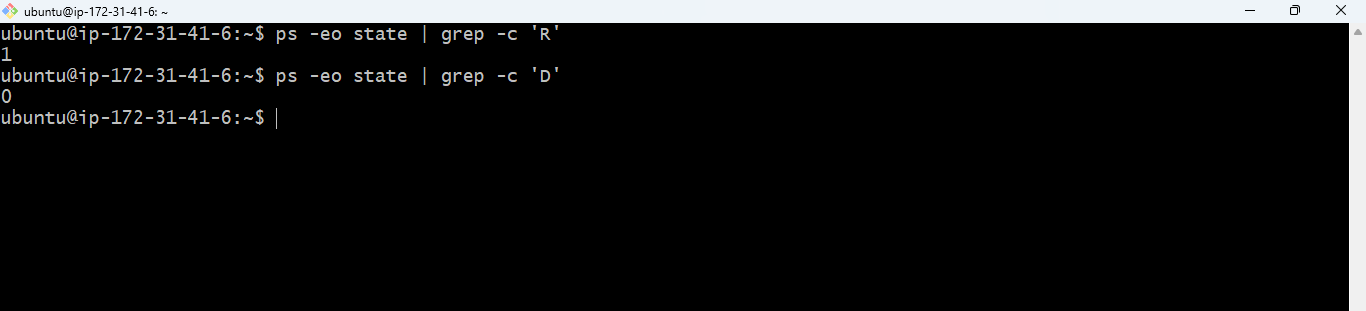 ubuntu@ip-172-31-41-6: ~
ubuntu@ip-172-31-41-6:~$ ps -eo state | grep -c 'R'
1
ubuntu@ip-172-31-41-6:~$ ps -eo state | grep -c 'D'
0
ubuntu@ip-172-31-41-6:~$